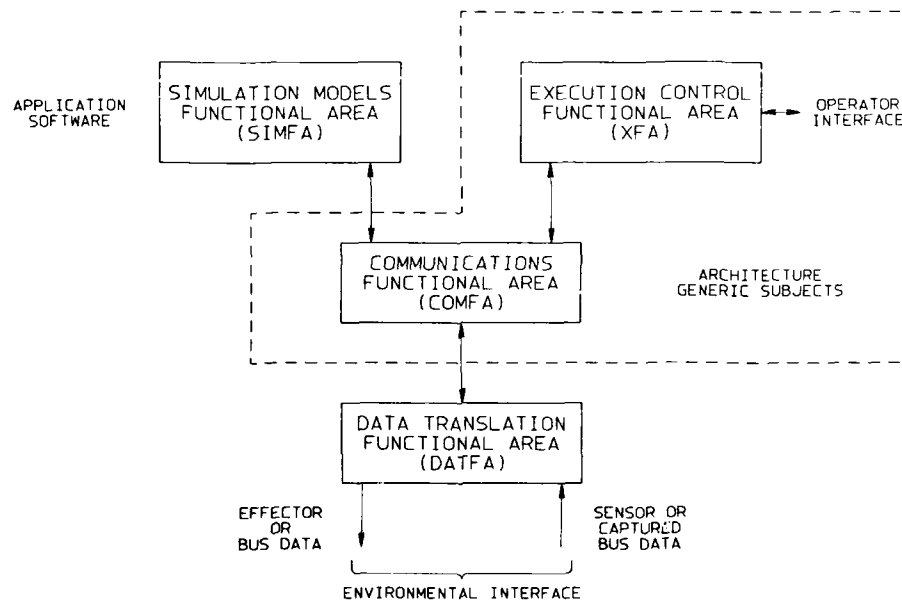 APPLICATION
SOFTWARE
SIMULATION MODELS
FUNCTIONAL AREA
(SIMFA)
EXECUTION CONTROL
FUNCTIONAL AREA
(XFA)
OPERATOR
INTERFACE
COMMUNICATIONS
FUNCTIONAL AREA
(COMFA)
ARCHITECTURE
GENERIC SUBJECTS
DATA TRANSLATION
FUNCTIONAL AREA
(DATFA)
EFFECTOR
OR
BUS DATA
SENSOR OR
CAPTURED
BUS DATA
ENVIRONMENTAL INTERFACE